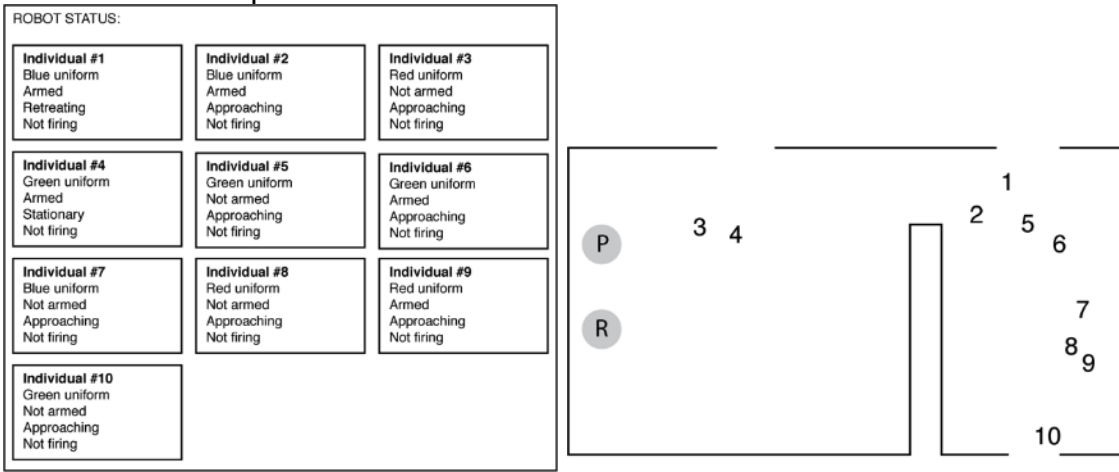 ROBOT STATUS:
Individual #1
Blue uniform
Armed
Retreating
Not firing
Individual #2
Blue uniform
Armed
Approaching
Not firing
Individual #3
Red uniform
Not armed
Approaching
Not firing
Individual #4
Green uniform
Armed
Stationary
Not firing
Individual #5
Green uniform
Not armed
Approaching
Not firing
Individual #6
Green uniform
Armed
Approaching
Not firing
Individual #7
Blue uniform
Not armed
Approaching
Not firing
Individual #8
Red uniform
Not armed
Approaching
Not firing
Individual #9
Red uniform
Armed
Approaching
Not firing
Individual #10
Green uniform
Not armed
Approaching
Not firing
1
2
3
4
5
6
P
R
7
8
9
10